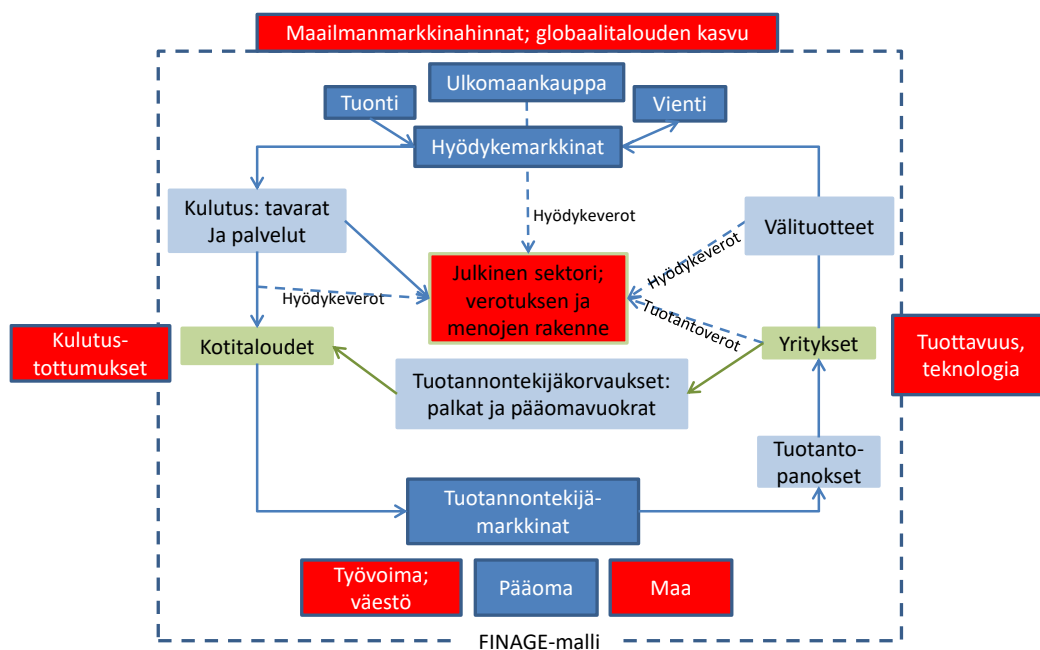 Maailmanmarkkinahinnat; globaalitalouden kasvu
Ulkomaankauppa
Tuonti
Vienti
Hyödykemarkkinat
Kulutus: tavarat
Ja palvelut
Hyödykeverot
Välituotteet
Hyödykeverot
Julkinen sektori;
verotuksen ja
menojen rakenne
Hyödykeverot
Tuotantoverot
Kulutus-
tottumukset
Kotitaloudet
Yritykset
Tuottavuus,
teknologia
Tuotannontekijäkorvaukset:
palkat ja pääomavuokrat
Tuotanto-
panokset
Tuotannontekijä-
markkinat
Työvoima;
väestö
Pääoma
Maa
FINAGE-malli